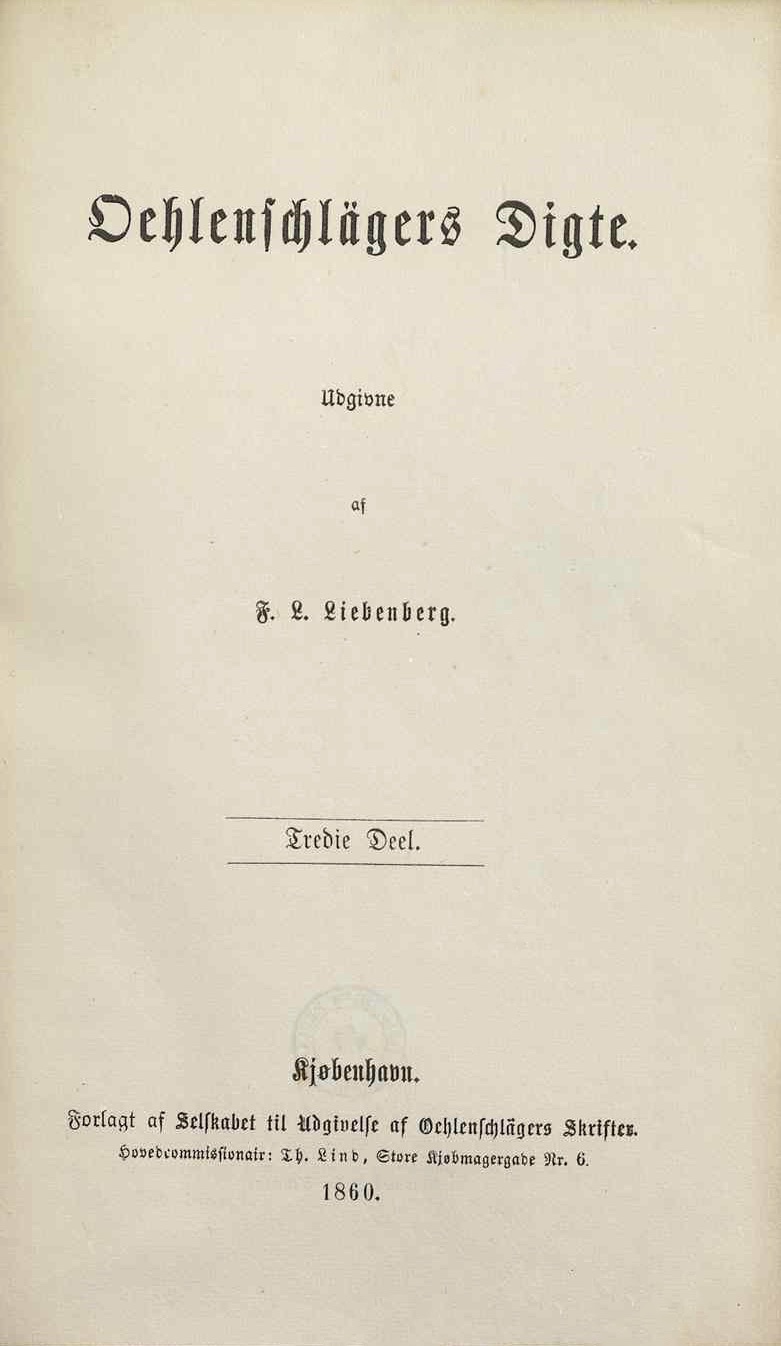 Oehlenschlägers Digte.
Udgivne
af
F. L. Liebenberg.
Tredie Deel.
Kjøbenhavn.
Forlagt af Selskabet til Udgivelse af Oehlenschlägers Skrifter.
Hovedcommissionair: Th. Lind, Store Kjøbmagergade Nr. 6.
1860.